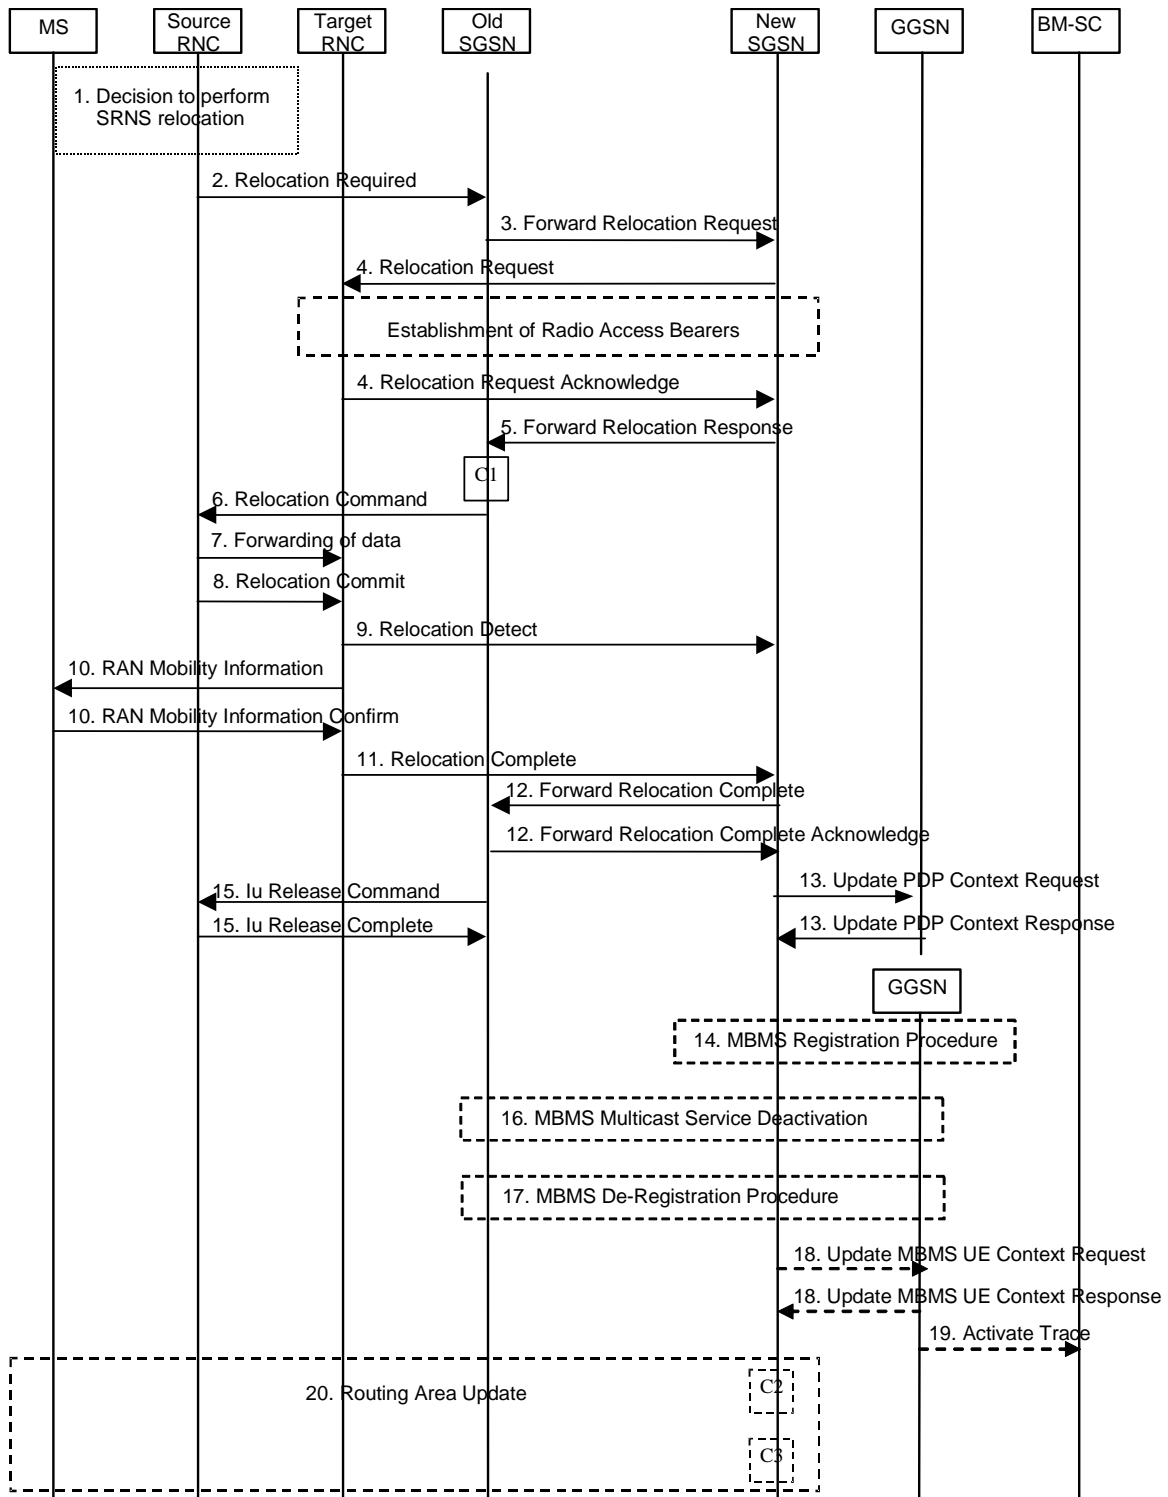 MS
Source
RNC
Target
RNC
Old
SGSN
New
SGSN
GGSN
BM-SC
1. Decision to perform
SRNS relocation
2. Relocation Required
3. Forward Relocation Request
4. Relocation Request
Establishment of Radio Access Bearers
4. Relocation Request Acknowledge
5. Forward Relocation Response
C1
6. Relocation Command
7. Forwarding of data
8. Relocation Commit
9. Relocation Detect
10. RAN Mobility Information
10. RAN Mobility Information Confirm
11. Relocation Complete
12. Forward Relocation Complete
12. Forward Relocation Complete Acknowledge
13. Update PDP Context Request
15. Iu Release Command
13. Update PDP Context Response
15. Iu Release Complete
GGSN
14. MBMS Registration Procedure
16. MBMS Multicast Service Deactivation
17. MBMS De-Registration Procedure
18. Update MBMS UE Context Request
18. Update MBMS UE Context Response
19. Activate Trace
C2
20. Routing Area Update
C3